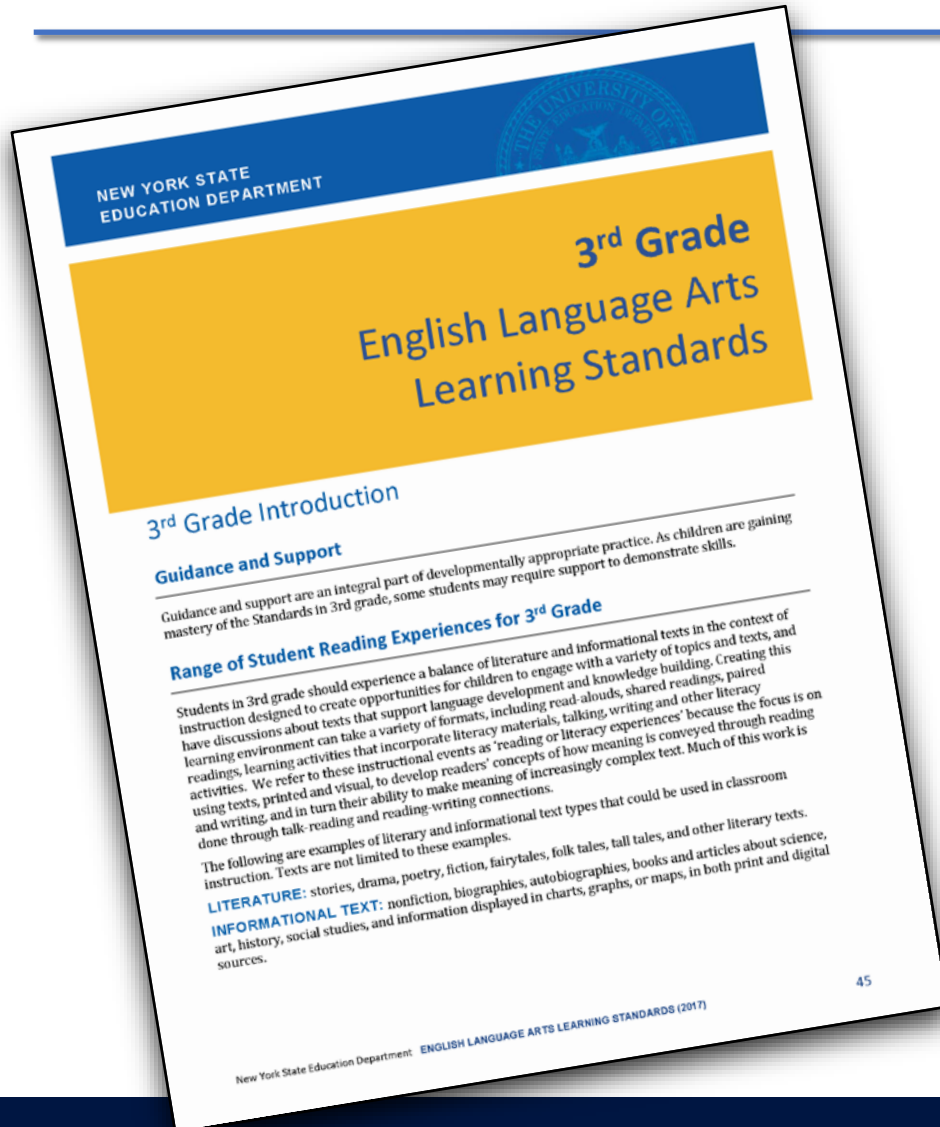 NEW YORK STATE
EDUCATION DEPARTMENT
THE UNIVERSITY OF
3rd Grade
English Language Arts
Learning Standards
3rd Grade Introduction
Guidance and Support
Guidance and support are an integral part of developmentally appropriate practice. As children are gaining
mastery of the Standards in 3rd grade, some students may require support to demonstrate skills.
Range of Student Reading Experiences for 3rd Grade
Students in 3rd grade should experience a balance of literature and informational texts in the context of
instruction designed to create opportunities for children to engage with a variety of topics and texts, and
have discussions about texts that support language development and knowledge building. Creating this
learning environment can take a variety of formats, including read-alouds, shared readings, paired
readings, learning activities that incorporate literacy materials, talking, writing and other literacy
activities. We refer to these instructional events as ‘reading or literacy experiences’ because the focus is on
using texts, printed and visual, to develop readers’ concepts of how meaning is conveyed through reading
and writing, and in turn their ability to make meaning of increasingly complex text. Much of this work is
done through talk-reading and reading-writing connections.
The following are examples of literary and informational text types that could be used in classroom
instruction. Texts are not limited to these examples.
LITERATURE: stories, drama, poetry, fiction, fairytales, folk tales, tall tales, and other literary texts.
INFORMATIONAL TEXT: nonfiction, biographies, autobiographies, books and articles about science,
art, history, social studies, and information displayed in charts, graphs, or maps, in both print and digital
sources.
45
New York State Education Department ENGLISH LANGUAGE ARTS LEARNING STANDARDS (2017)